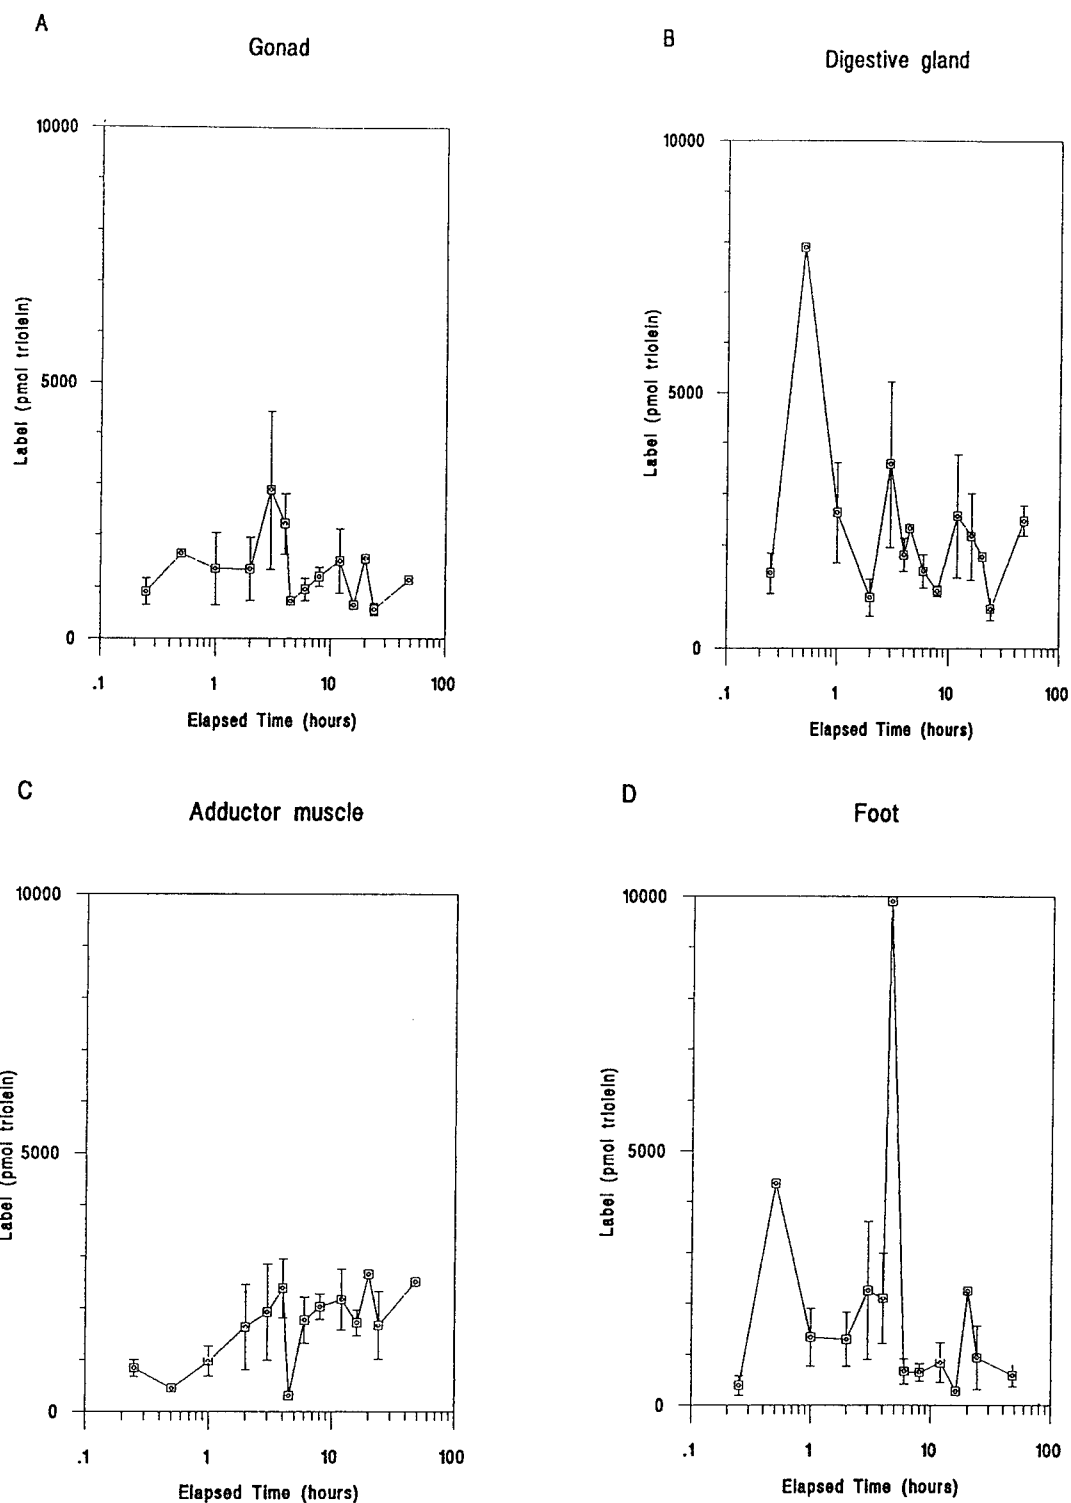 A
Gonad
10000
5000
0
Label (pmol triolein)
.1 1 10 100
Elapsed Time (hours)
B
Digestive gland
10000
5000
0
Label (pmol triolein)
.1 1 10 100
Elapsed Time (hours)
C
Adductor muscle
10000
5000
0
Label (pmol triolein)
.1 1 10 100
Elapsed Time (hours)
D
Foot
10000
5000
0
Label (pmol triolein)
.1 1 10 100
Elapsed Time (hours)